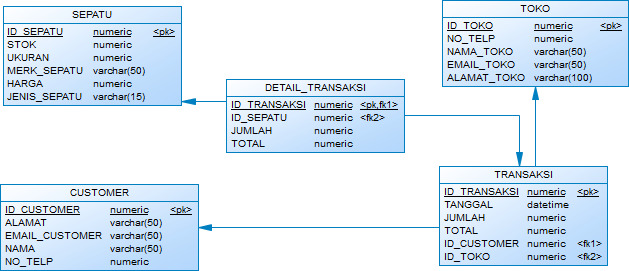 SEPATU
ID_SEPATU numeric <pk>
STOK numeric
UKURAN numeric
MERK_SEPATU varchar(50)
HARGA numeric
JENIS_SEPATU varchar(15)
TOKO
ID_TOKO numeric <pk>
NO_TELP numeric
NAMA_TOKO varchar(50)
EMAIL_TOKO varchar(50)
ALAMAT_TOKO varchar(100)
DETAIL_TRANSAKSI
ID_TRANSAKSI numeric <pk,fk1>
ID_SEPATU numeric <fk2>
JUMLAH numeric
TOTAL numeric
CUSTOMER
ID_CUSTOMER numeric <pk>
ALAMAT varchar(50)
EMAIL_CUSTOMER varchar(50)
NAMA varchar(50)
NO_TELP numeric
TRANSAKSI
ID_TRANSAKSI numeric <pk>
TANGGAL datetime
JUMLAH numeric
TOTAL numeric
ID_CUSTOMER numeric <fk1>
ID_TOKO numeric <fk2>